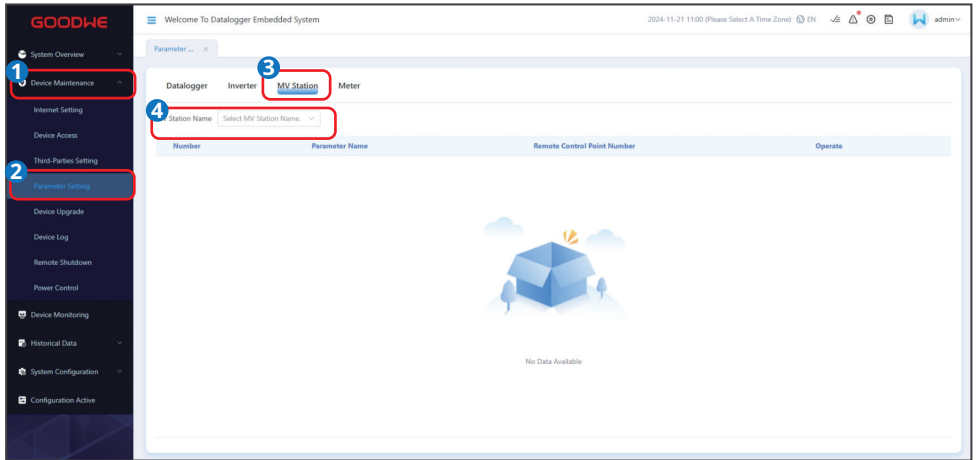 GOODWE
Welcome To Datalogger Embedded System
2024-11-21 11:00 (Please Select A Time Zone)
EN
admin
System Overview
Parameter ...
1
Device Maintenance
Internet Setting
Device Access
Third-Parties Setting
2
Parameter Setting
Device Upgrade
Device Log
Remote Shutdown
Power Control
Device Monitoring
Historical Data
System Configuration
Configuration Active
3
Datalogger Inverter MV Station Meter
4
Station Name Select MV Station Name.
Number Parameter Name Remote Control Point Number Operate
No Data Available